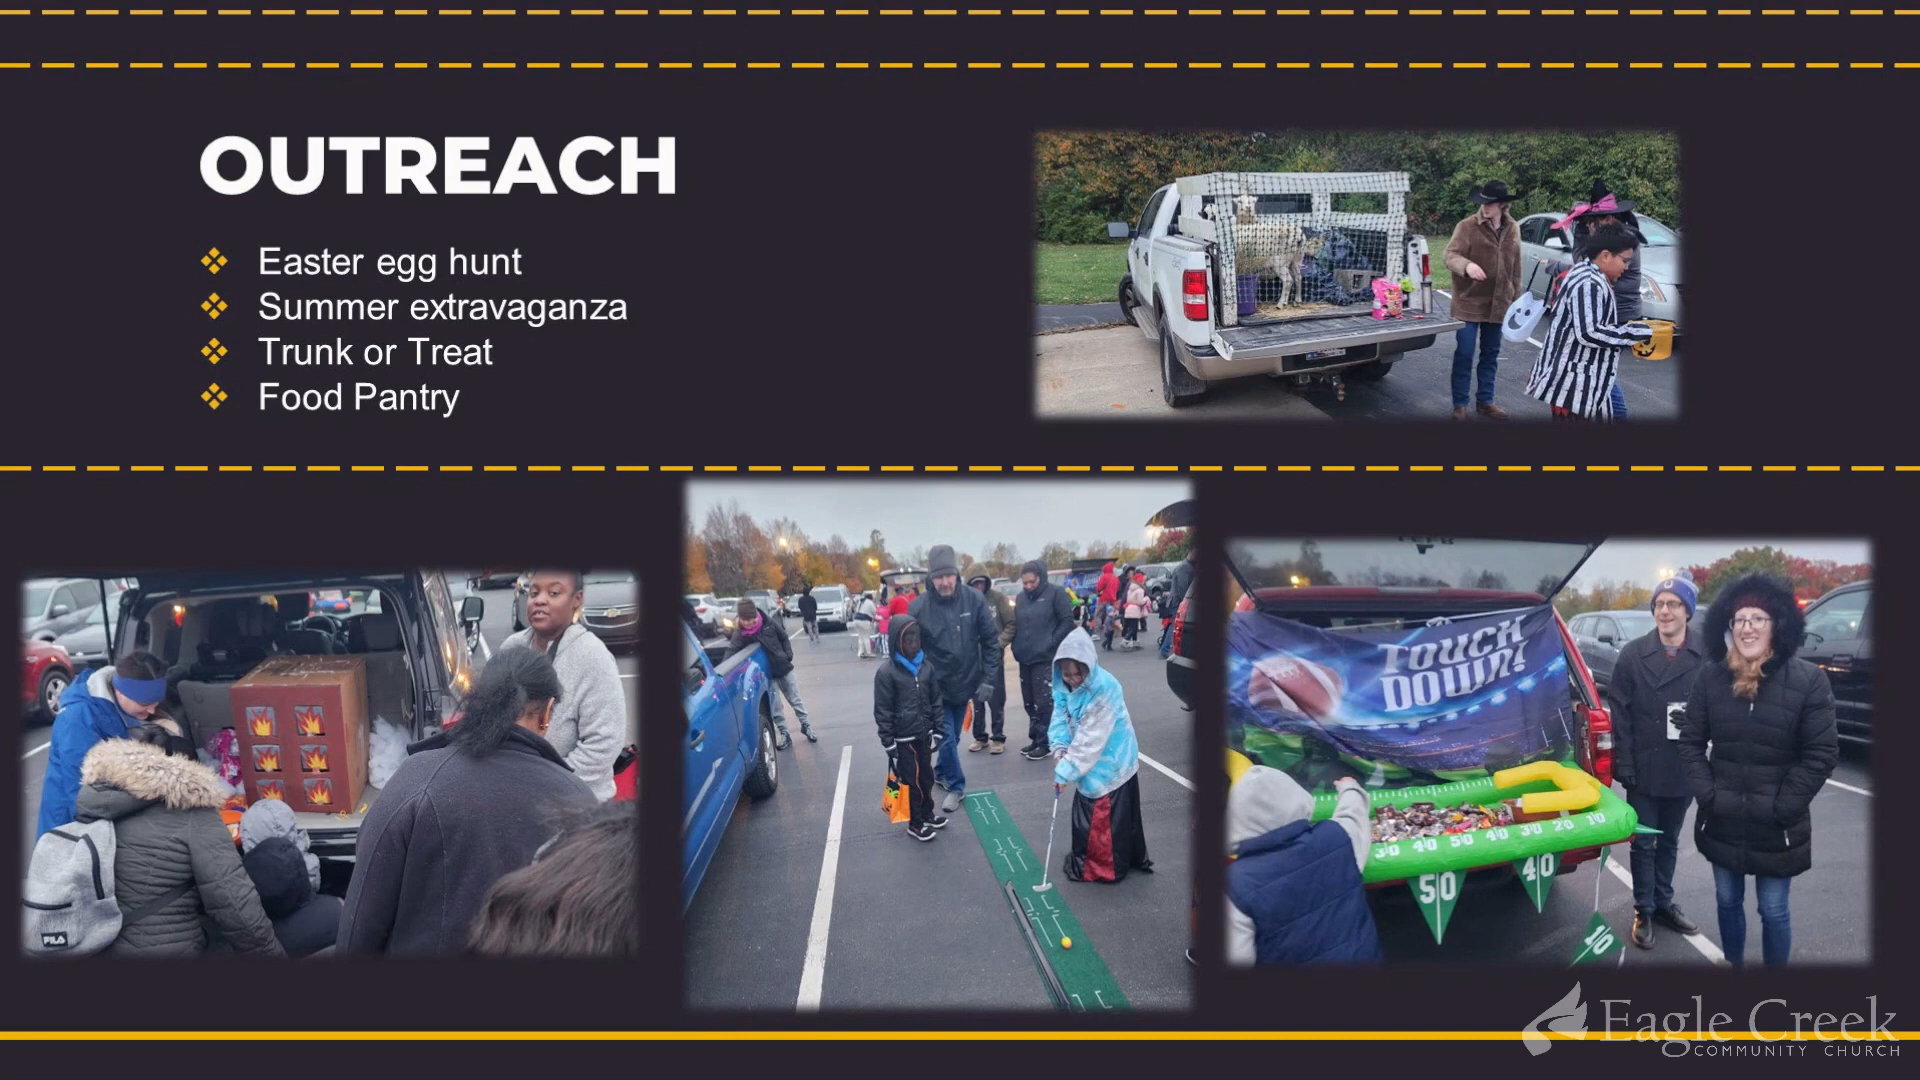 OUTREACH
Easter egg hunt
Summer extravaganza
Trunk or Treat
Food Pantry
TOUCH
DOWN!
30 40 50 40 30 20 10
50
40
10
FILA
Eagle Creek
COMMUNITY CHURCH